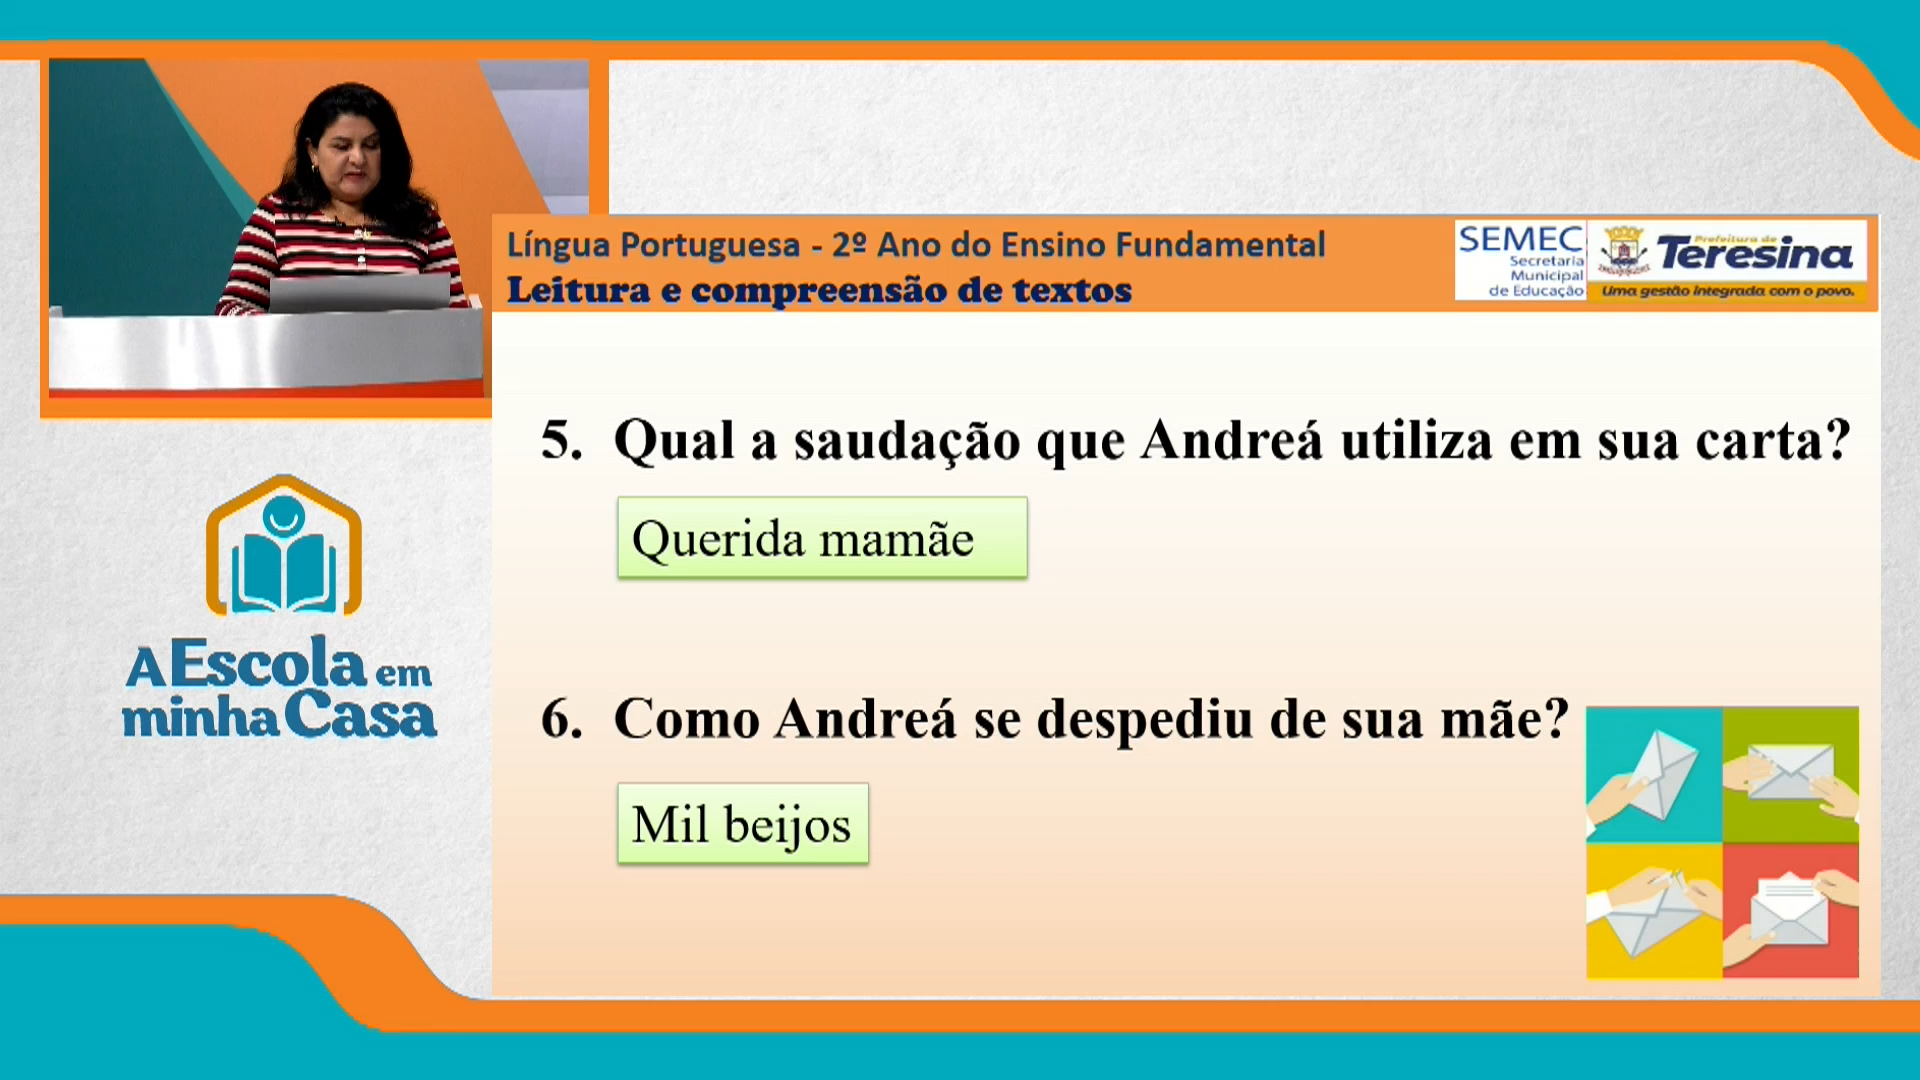 Língua Portuguesa - 2º Ano do Ensino Fundamental
Leitura e compreensão de textos
SEMEC
Secretaria
Municipal
de Educação
Prefeitura de
Teresina
Uma gestão integrada com o povo.
5. Qual a saudação que Andreá utiliza em sua carta?
Querida mamãe
6. Como Andreá se despediu de sua mãe?
Mil beijos
A Escola em
minha Casa